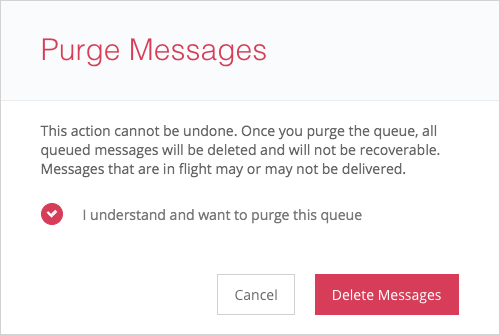 Purge Messages
This action cannot be undone. Once you purge the queue, all
queued messages will be deleted and will not be recoverable.
Messages that are in flight may or may not be delivered.
I understand and want to purge this queue
Cancel
Delete Messages